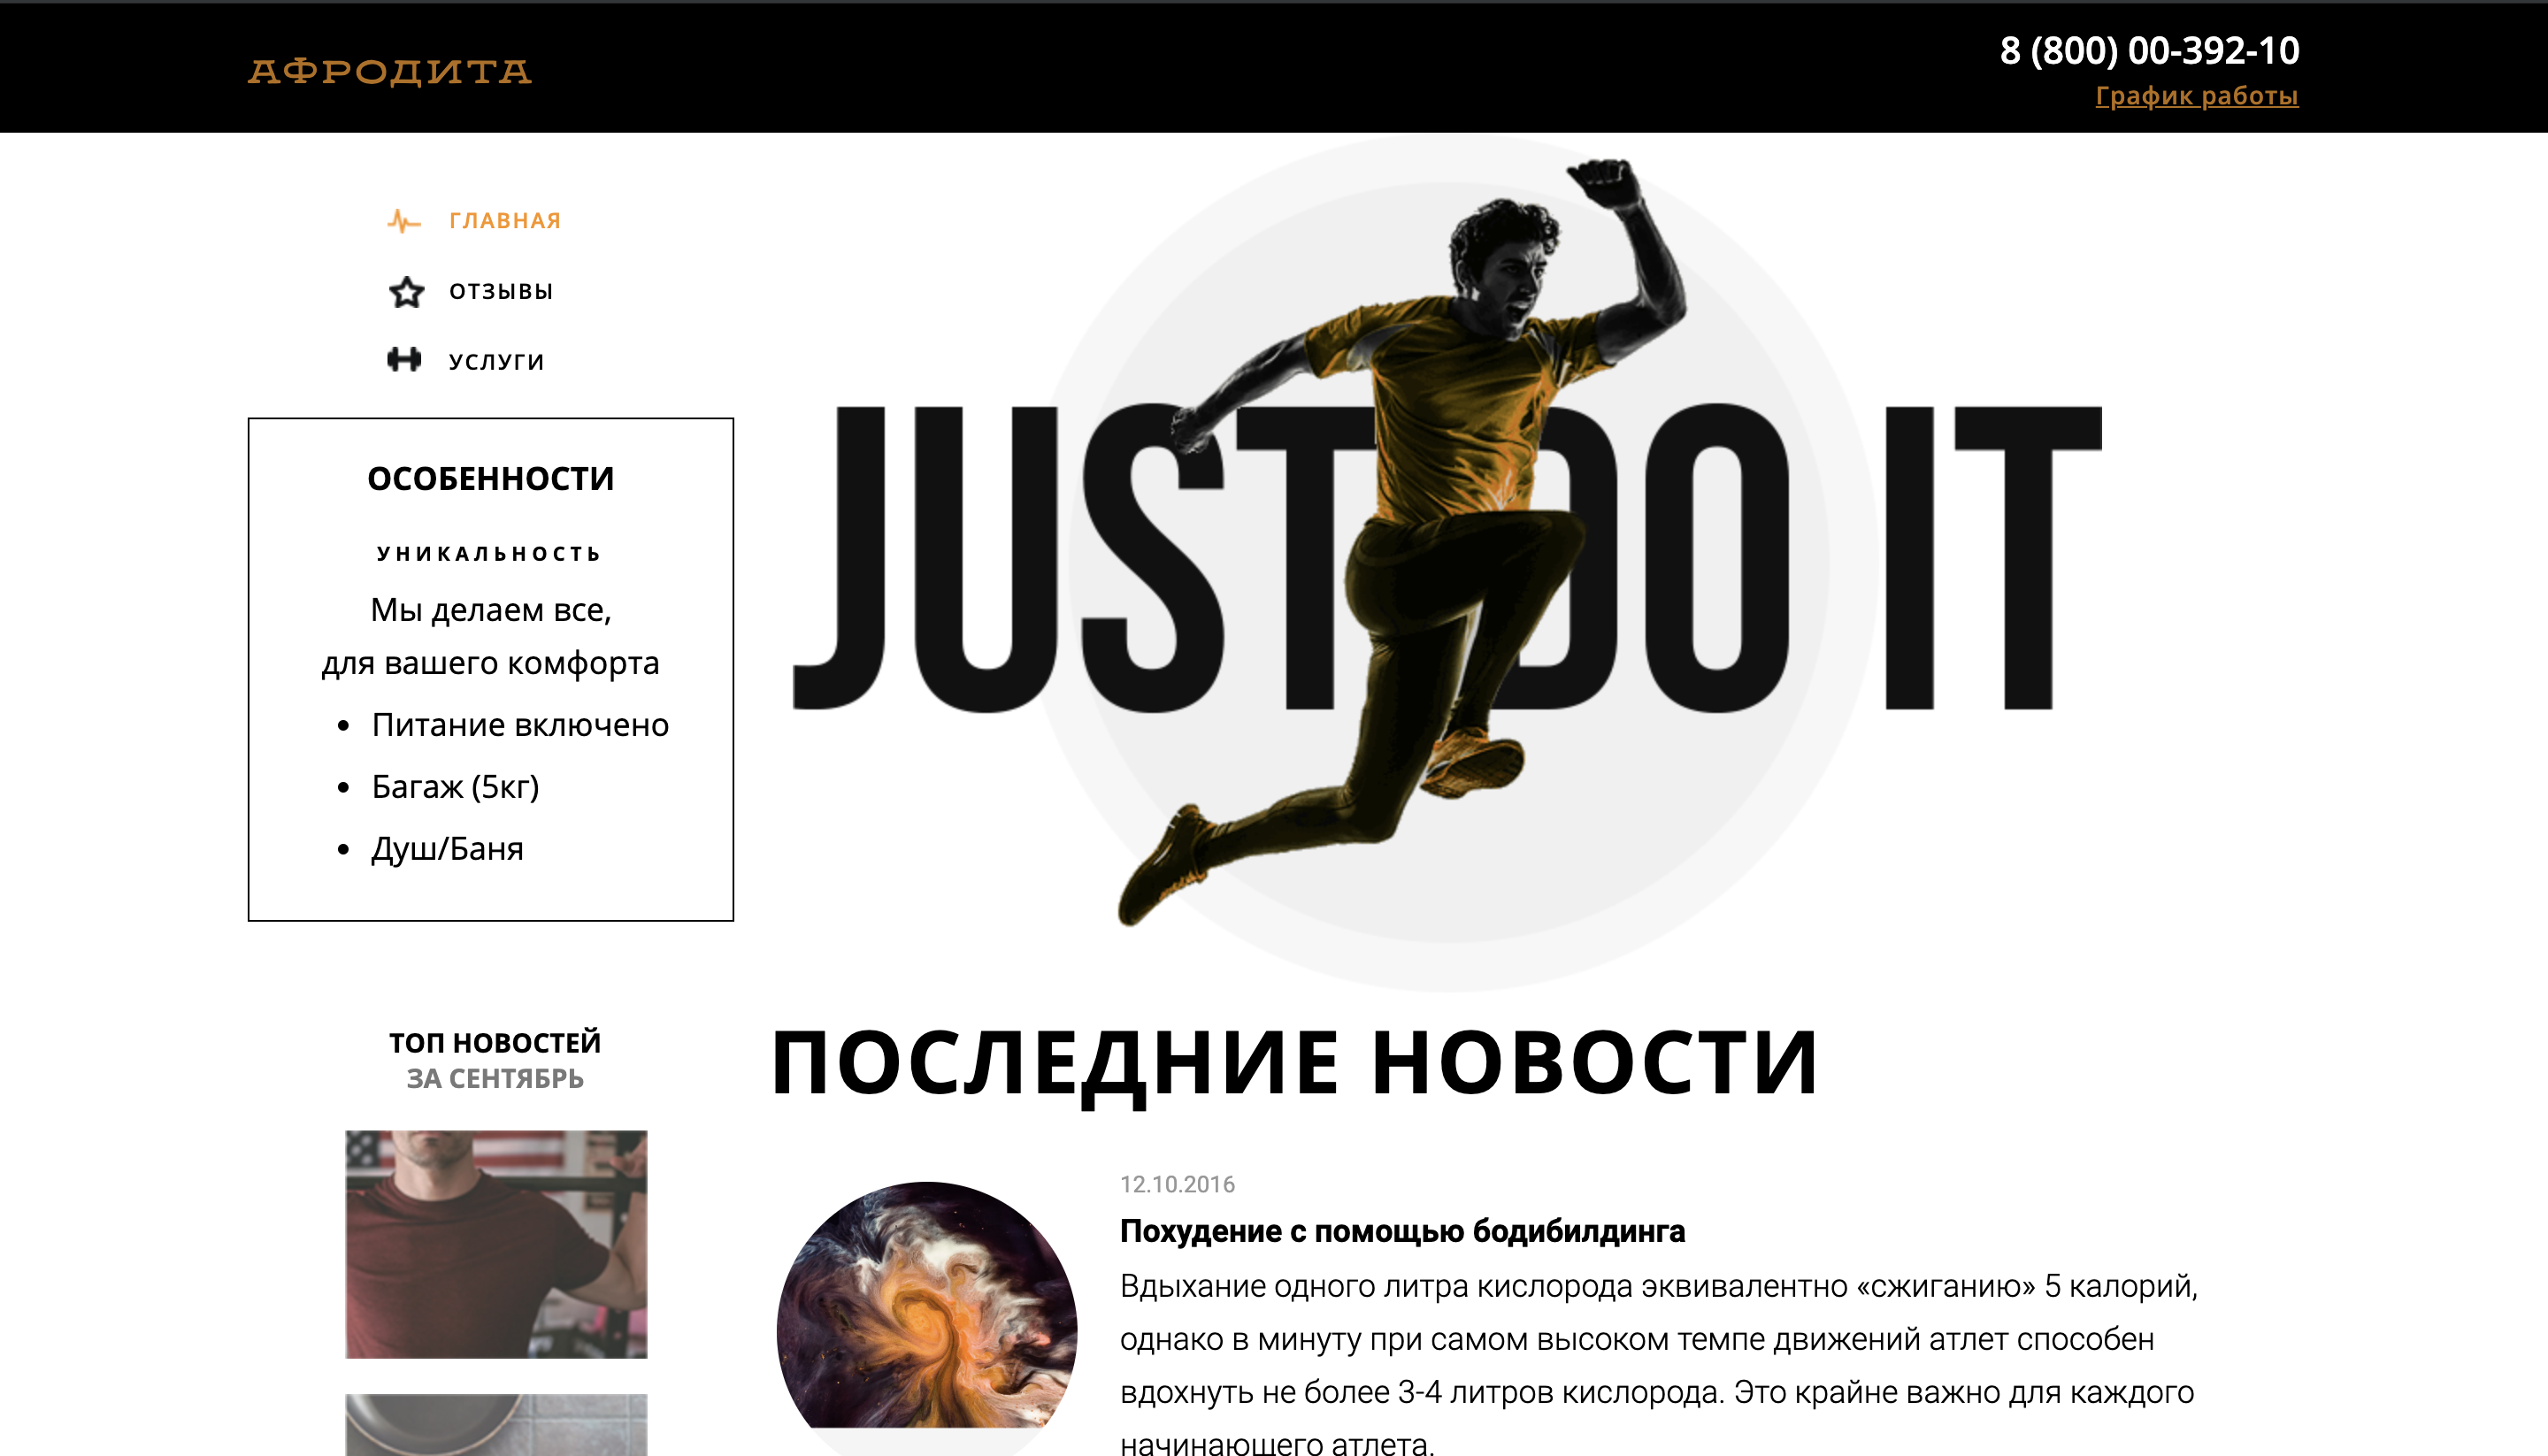 АФРОДИТА
8 (800) 00-392-10
График работы
ГЛАВНАЯ
ОТЗЫВЫ
УСЛУГИ
ОСОБЕННОСТИ
УНИКАЛЬНОСТЬ
Мы делаем все,
для вашего комфорта
• Питание включено
• Багаж (5кг)
• Душ/Баня
JUST DO IT
ТОП НОВОСТЕЙ
ЗА СЕНТЯБРЬ
ПОСЛЕДНИЕ НОВОСТИ
12.10.2016
Похудение с помощью бодибилдинга
Вдыхание одного литра кислорода эквивалентно «сжиганию» 5 калорий,
однако в минуту при самом высоком темпе движений атлет способен
вдохнуть не более 3-4 литров кислорода. Это крайне важно для каждого
начинающего атлета.